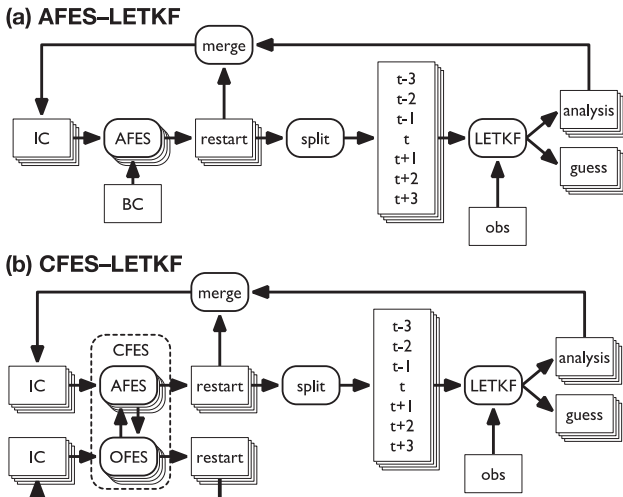 (a) AFES–LETKF
merge
IC
AFES
restart
split
t-3
t-2
t-1
t
t+1
t+2
t+3
LETKF
analysis
guess
BC
obs
(b) CFES–LETKF
merge
CFES
IC
AFES
restart
split
t-3
t-2
t-1
t
t+1
t+2
t+3
LETKF
analysis
guess
IC
OFES
restart
obs